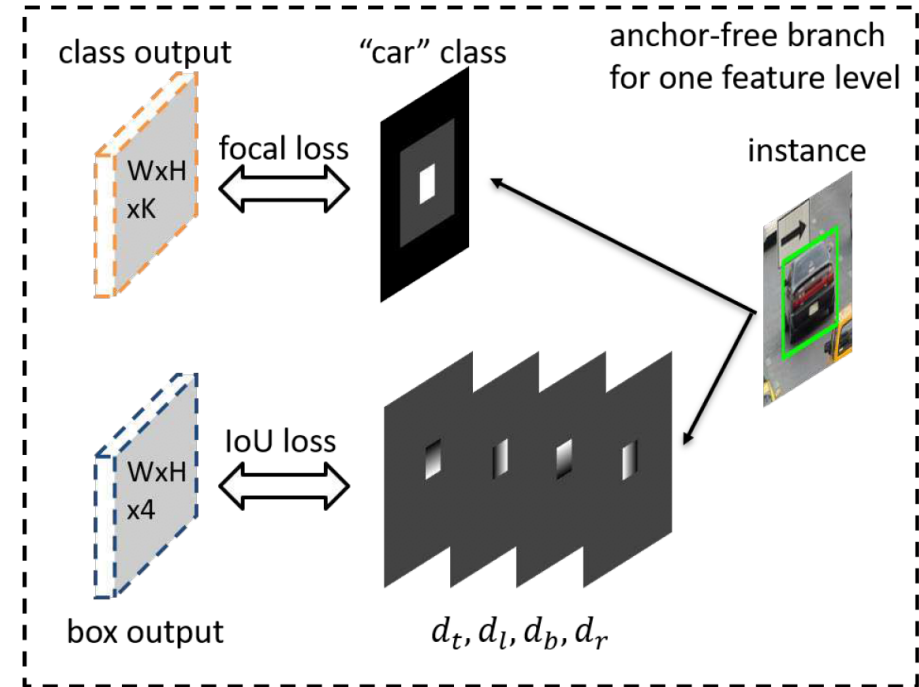 class output
“car” class
anchor-free branch
for one feature level
focal loss
instance
WxH
xK
IoU loss
WxH
x4
box output
d_t, d_l, d_b, d_r